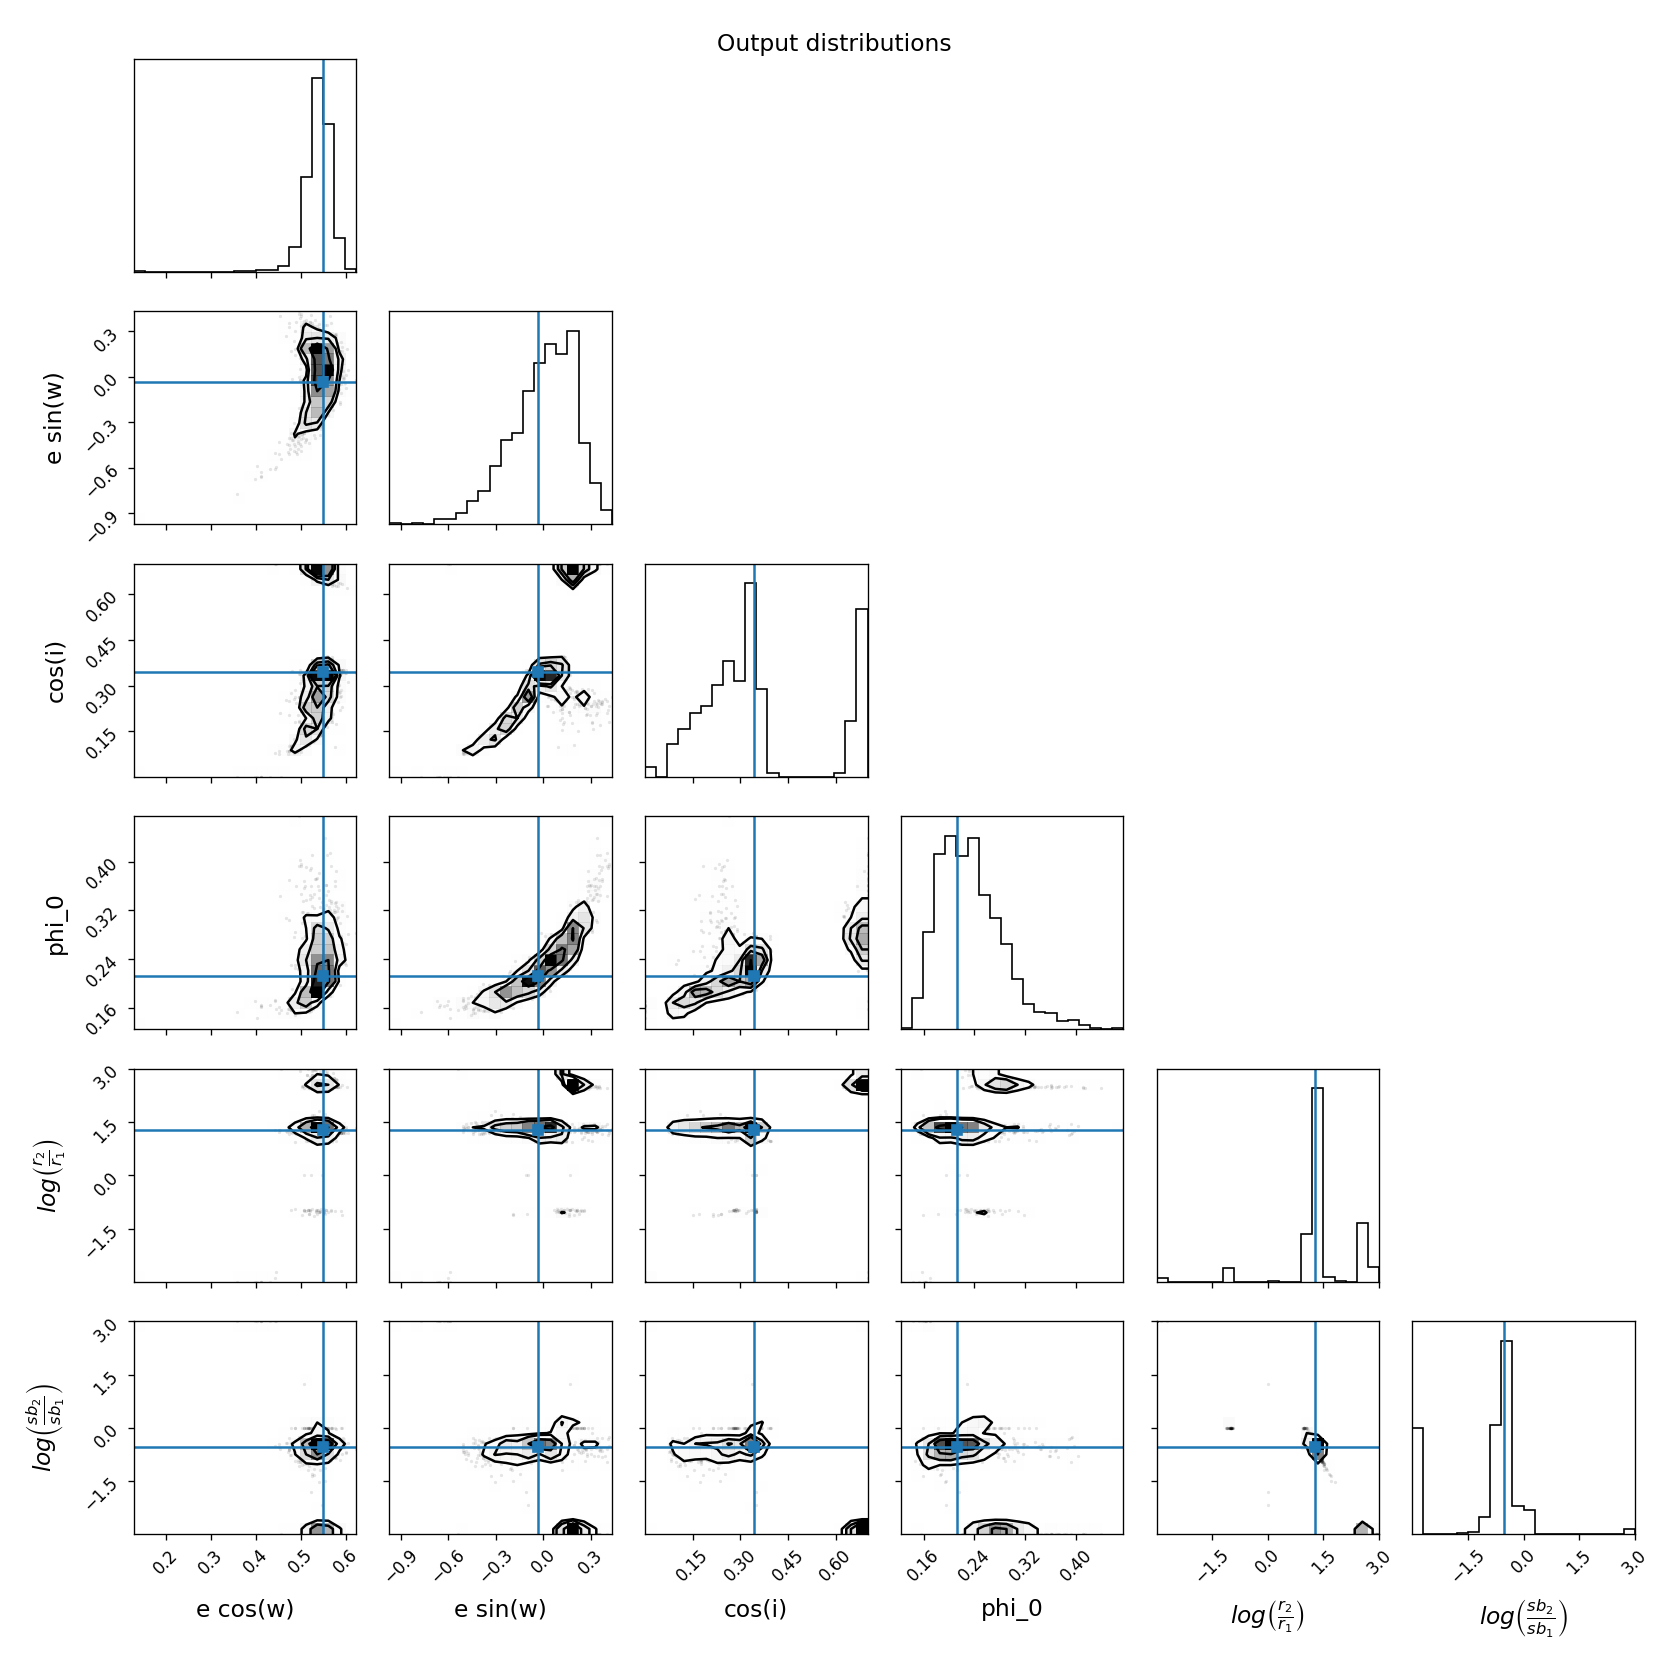 Output distributions
e sin(w)
0.3
0.0
−0.3
−0.6
−0.9
cos(i)
0.60
0.45
0.30
0.15
phi_0
0.40
0.32
0.24
0.16
log(r2/r1)
3.0
1.5
0.0
−1.5
log(sb2/sb1)
3.0
1.5
0.0
−1.5
0.2 0.3 0.4 0.5 0.6
−0.9 −0.6 −0.3 0.0 0.3
0.15 0.30 0.45 0.60
0.16 0.24 0.32 0.40
−1.5 0.0 1.5 3.0
−1.5 0.0 1.5 3.0
e cos(w)
e sin(w)
cos(i)
phi_0
log(r2/r1)
log(sb2/sb1)